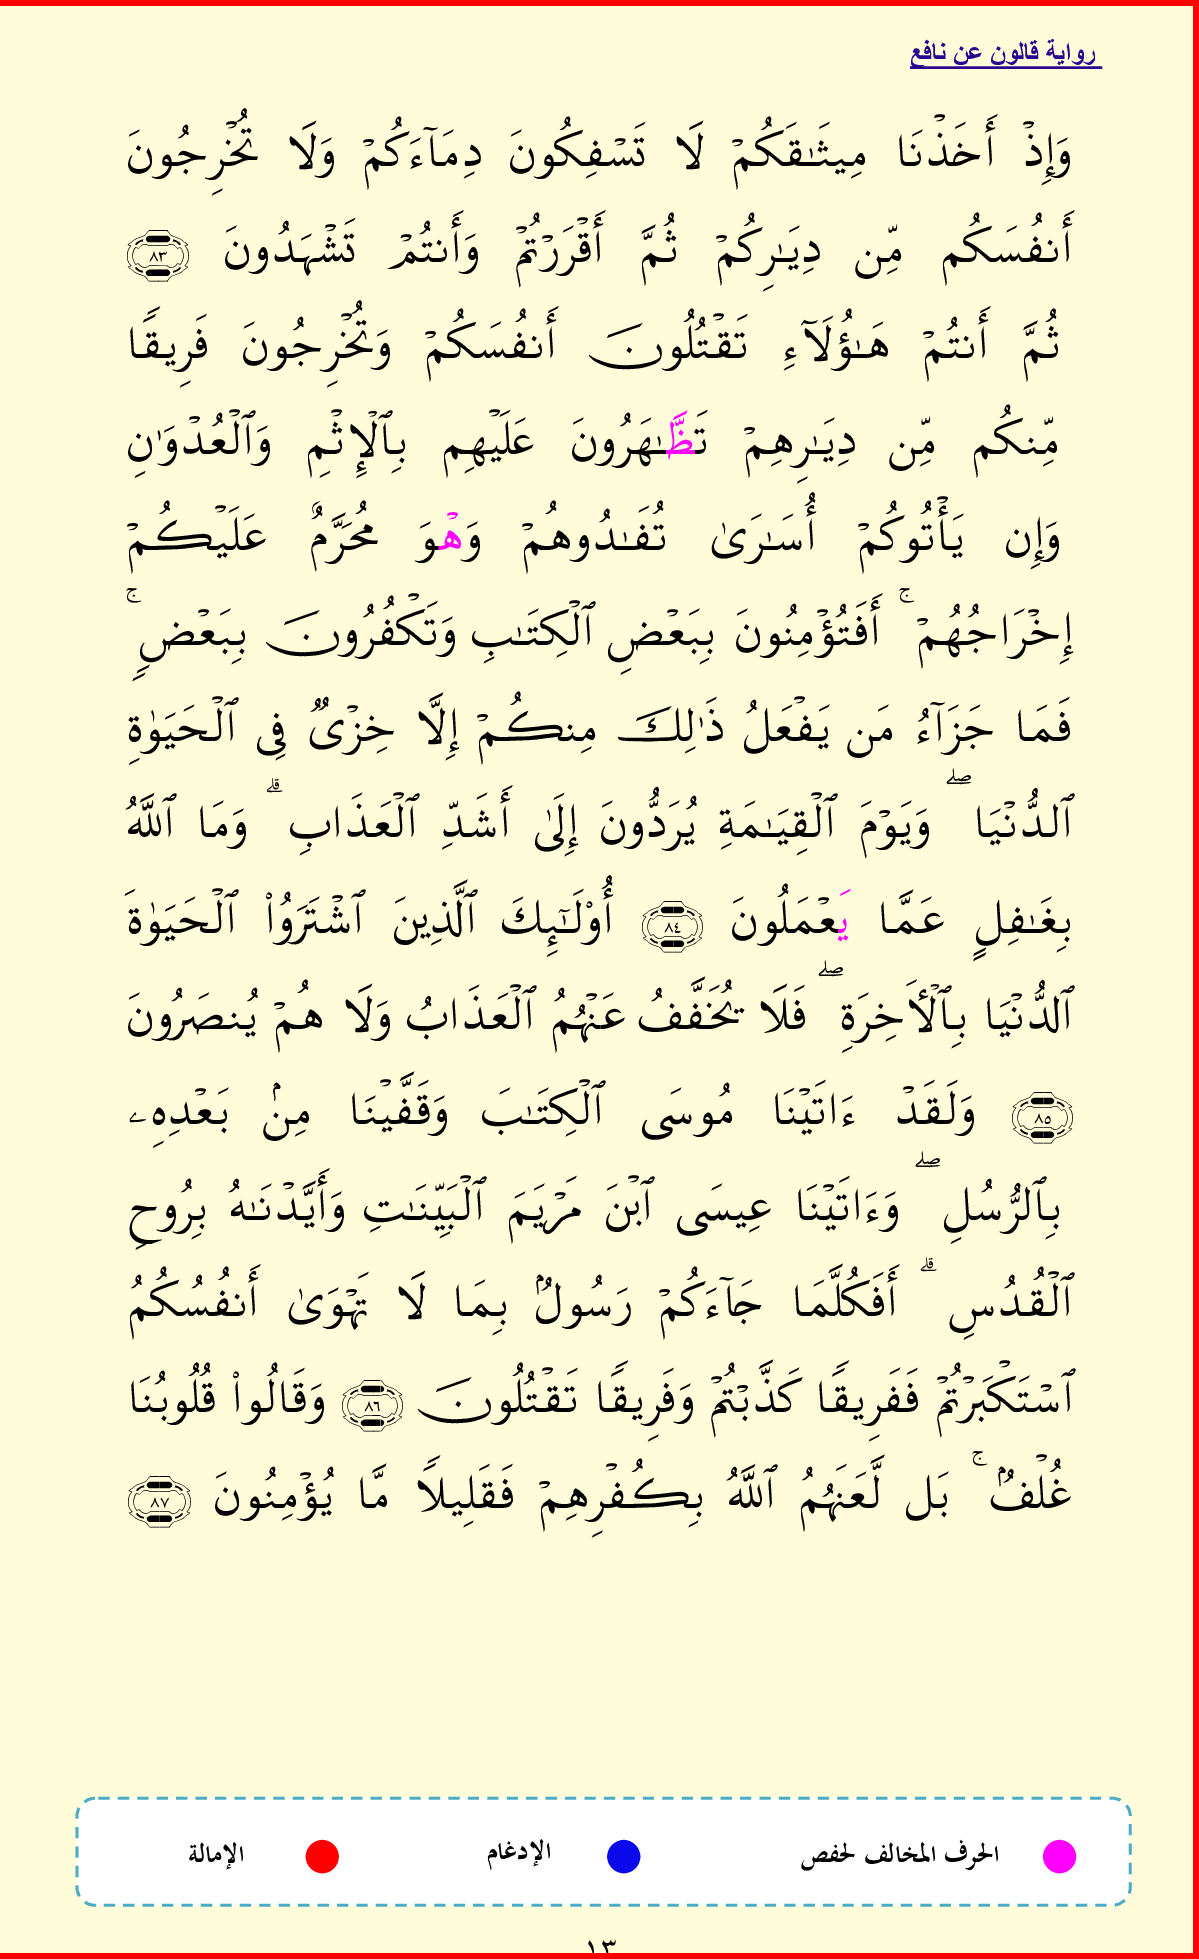 رواية قالون عن نافع
وَإِذۡ أَخَذۡنَا مِيثَٰقَكُمۡ لَا تَسۡفِكُونَ دِمَآءَكُمۡ وَلَا تُخۡرِجُونَ
أَنفُسَكُم مِّن دِيَٰرِكُمۡ ثُمَّ أَقۡرَرۡتُمۡ وَأَنتُمۡ تَشۡهَدُونَ ٨٣
ثُمَّ أَنتُمۡ هَٰٓؤُلَآءِ تَقۡتُلُونَ أَنفُسَكُمۡ وَتُخۡرِجُونَ فَرِيقٗا
مِّنكُم مِّن دِيَٰرِهِمۡ تَظَّٰهَرُونَ عَلَيۡهِم بِٱلۡإِثۡمِ وَٱلۡعُدۡوَٰنِ
وَإِن يَأۡتُوكُمۡ أُسَٰرَىٰ تُفَٰدُوهُمۡ وَهۡوَ مُحَرَّمٌ عَلَيۡكُمۡ
إِخۡرَاجُهُمۡۚ أَفَتُؤۡمِنُونَ بِبَعۡضِ ٱلۡكِتَٰبِ وَتَكۡفُرُونَ بِبَعۡضٖۚ
فَمَا جَزَآءُ مَن يَفۡعَلُ ذَٰلِكَ مِنكُمۡ إِلَّا خِزۡيٞ فِي ٱلۡحَيَوٰةِ
ٱلدُّنۡيَاۖ وَيَوۡمَ ٱلۡقِيَٰمَةِ يُرَدُّونَ إِلَىٰ أَشَدِّ ٱلۡعَذَابِۗ وَمَا ٱللَّهُ
بِغَٰفِلٍ عَمَّا يَعۡمَلُونَ ٨٤ أُوْلَٰٓئِكَ ٱلَّذِينَ ٱشۡتَرَوُاْ ٱلۡحَيَوٰةَ
ٱلدُّنۡيَا بِٱلۡأٓخِرَةِۖ فَلَا يُخَفَّفُ عَنۡهُمُ ٱلۡعَذَابُ وَلَا هُمۡ يُنصَرُونَ
٨٥ وَلَقَدۡ ءَاتَيۡنَا مُوسَى ٱلۡكِتَٰبَ وَقَفَّيۡنَا مِنۢ بَعۡدِهِۦ
بِٱلرُّسُلِۖ وَءَاتَيۡنَا عِيسَى ٱبۡنَ مَرۡيَمَ ٱلۡبَيِّنَٰتِ وَأَيَّدۡنَٰهُ بِرُوحِ
ٱلۡقُدُسِۗ أَفَكُلَّمَا جَآءَكُمۡ رَسُولُۢ بِمَا لَا تَهۡوَىٰٓ أَنفُسُكُمُ
ٱسۡتَكۡبَرۡتُمۡ فَفَرِيقٗا كَذَّبۡتُمۡ وَفَرِيقٗا تَقۡتُلُونَ ٨٦ وَقَالُواْ قُلُوبُنَا
غُلۡفُۢۚ بَل لَّعَنَهُمُ ٱللَّهُ بِكُفۡرِهِمۡ فَقَلِيلٗا مَّا يُؤۡمِنُونَ ٨٧
الحرف المخالف لحفص الإدغام الإمالة
١٣